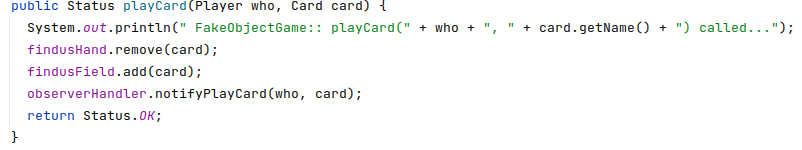 public Status playCard(Player who, Card card) {
System.out.println(" FakeObjectGame:: playCard(" + who + ", " + card.getName() + ") called...");
findusHand.remove(card);
findusField.add(card);
observerHandler.notifyPlayCard(who, card);
return Status.OK;
}